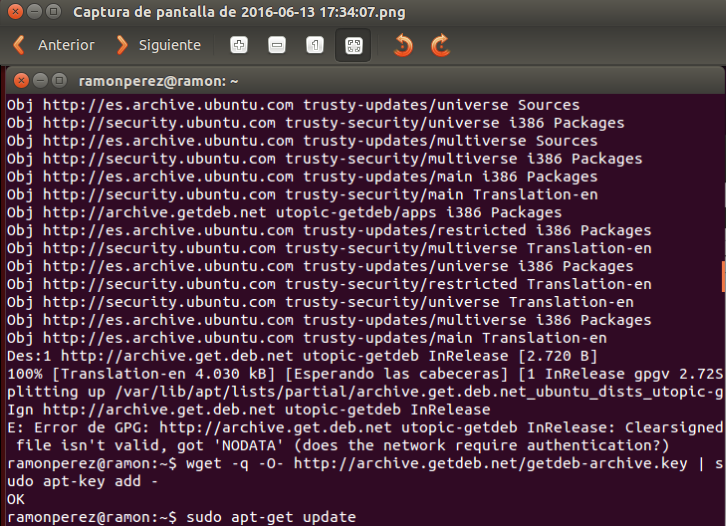 Captura de pantalla de 2016-06-13 17:34:07.png
Anterior Siguiente 1
ramonperez@ramon: ~
Obj http://es.archive.ubuntu.com trusty-updates/universe Sources
Obj http://security.ubuntu.com trusty-security/universe i386 Packages
Obj http://es.archive.ubuntu.com trusty-updates/multiverse Sources
Obj http://security.ubuntu.com trusty-security/multiverse i386 Packages
Obj http://es.archive.ubuntu.com trusty-updates/main i386 Packages
Obj http://security.ubuntu.com trusty-security/main Translation-en
Obj http://archive.getdeb.net utopic-getdeb/apps i386 Packages
Obj http://es.archive.ubuntu.com trusty-updates/restricted i386 Packages
Obj http://security.ubuntu.com trusty-security/multiverse Translation-en
Obj http://es.archive.ubuntu.com trusty-updates/universe i386 Packages
Obj http://security.ubuntu.com trusty-security/restricted Translation-en
Obj http://security.ubuntu.com trusty-security/universe Translation-en
Obj http://es.archive.ubuntu.com trusty-updates/multiverse i386 Packages
Obj http://es.archive.ubuntu.com trusty-updates/main Translation-en
Des:1 http://archive.get.deb.net utopic-getdeb InRelease [2.720 B]
100% [Translation-en 4.030 kB] [Esperando las cabeceras] [1 InRelease gpgv 2.72S
plitting up /var/lib/apt/lists/partial/archive.get.deb.net_ubuntu_dists_utopic-g
Ign http://archive.get.deb.net utopic-getdeb InRelease
E: Error de GPG: http://archive.get.deb.net utopic-getdeb InRelease: Clearsigned
file isn't valid, got 'NODATA' (does the network require authentication?)
ramonperez@ramon:~$ wget -q -O- http://archive.getdeb.net/getdeb-archive.key | s
udo apt-key add -
OK
ramonperez@ramon:~$ sudo apt-get update